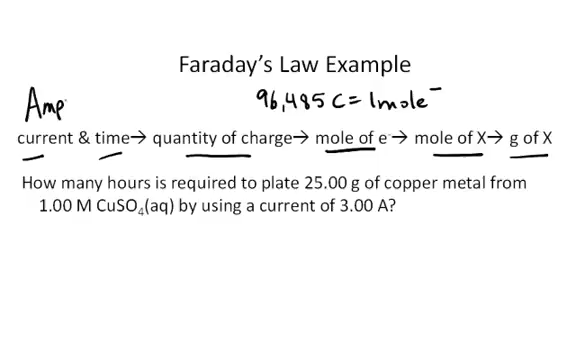 Faraday's Law Example
Amp 96,485 C = 1mole⁻
current & time→ quantity of charge→ mole of e⁻→ mole of X→ g of X
How many hours is required to plate 25.00 g of copper metal from
1.00 M CuSO₄(aq) by using a current of 3.00 A?